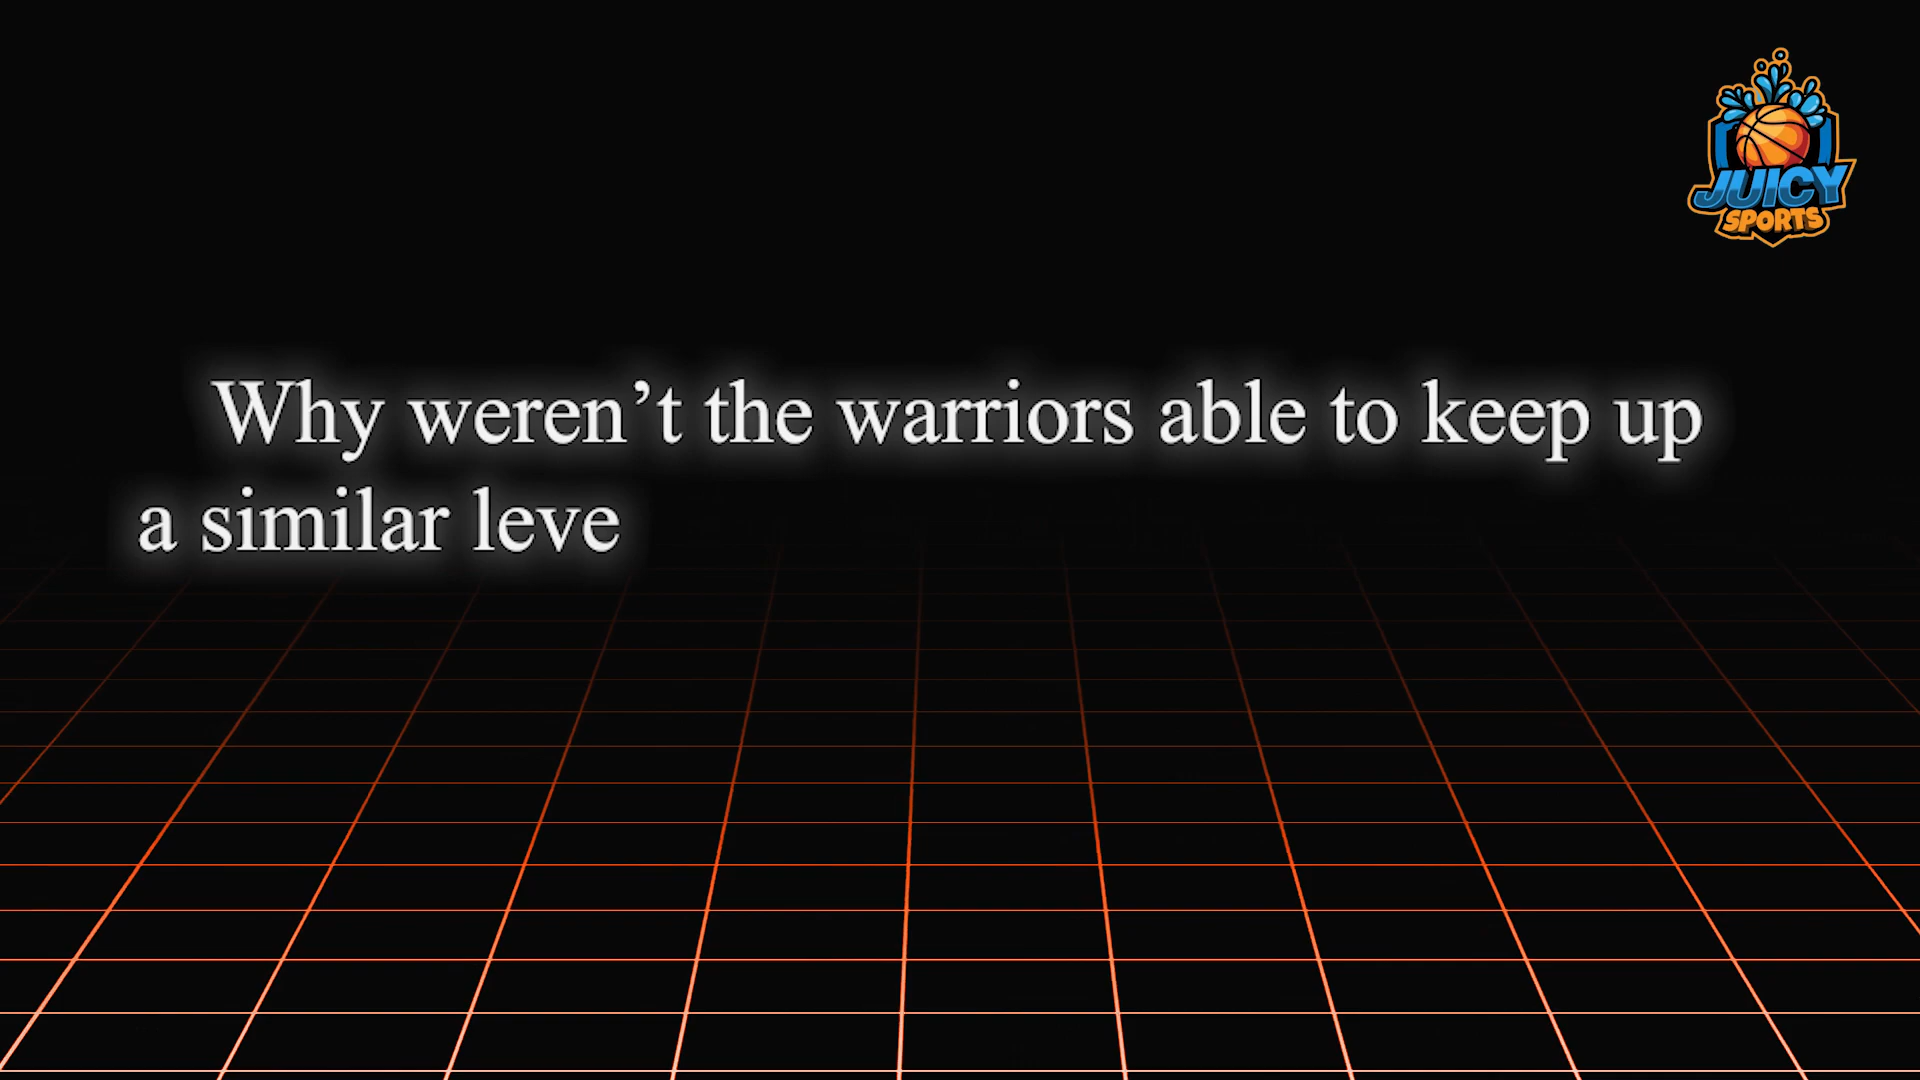 JUICY
SPORTS
Why weren’t the warriors able to keep up
a similar leve